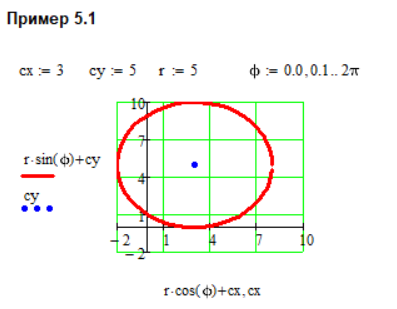 Пример 5.1
cx := 3 cy := 5 r := 5 ϕ := 0.0, 0.1.. 2π
10
7
r·sin(ϕ)+cy
4
cy
1
−2 1 4 7 10
−2
r·cos(ϕ)+cx, cx